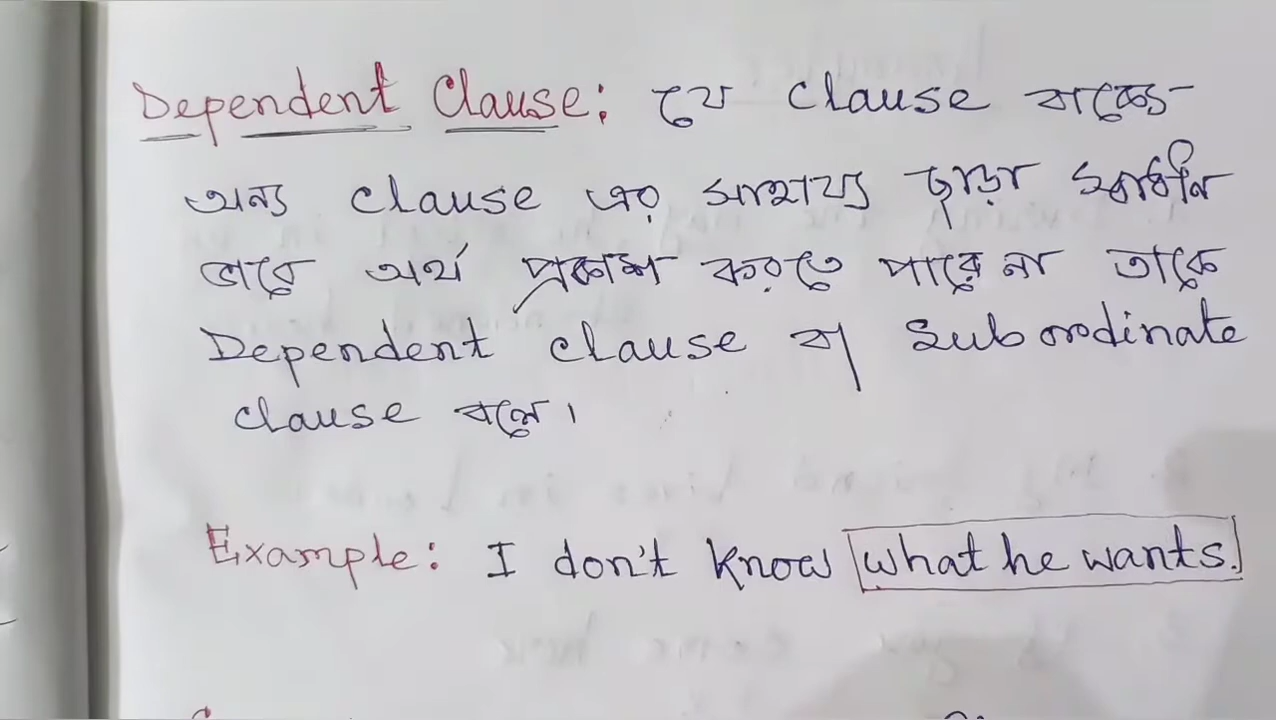 Dependent Clause: যে clause বাক্যে
অন্য clause এর সাহায্য ছাড়া স্বাধীন
ভাবে অর্থ প্রকাশ করতে পারে না তাকে
Dependent clause বা Subordinate
clause বলে।
Example: I don't know what he wants.